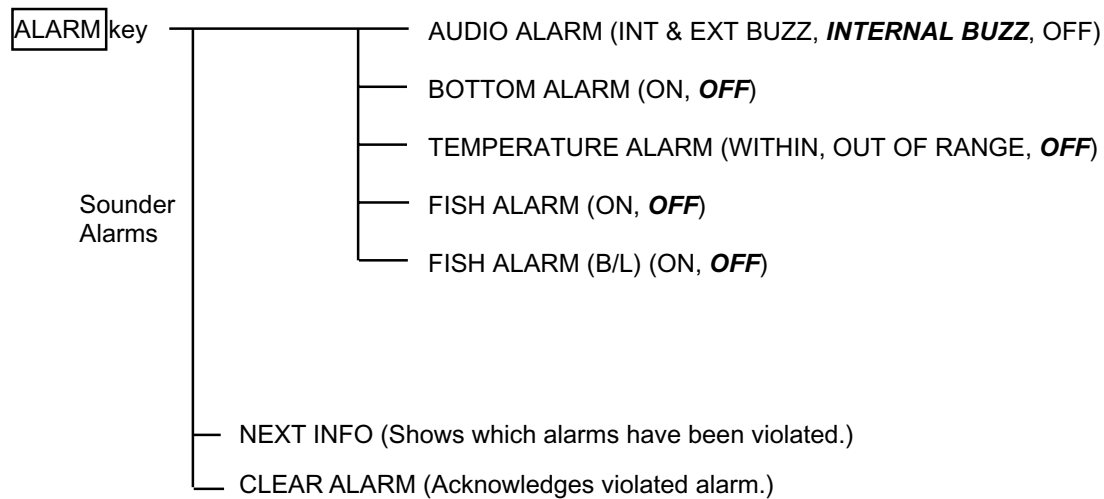 ALARM key
AUDIO ALARM (INT & EXT BUZZ, INTERNAL BUZZ, OFF)
BOTTOM ALARM (ON, OFF)
TEMPERATURE ALARM (WITHIN, OUT OF RANGE, OFF)
Sounder
Alarms
FISH ALARM (ON, OFF)
FISH ALARM (B/L) (ON, OFF)
NEXT INFO (Shows which alarms have been violated.)
CLEAR ALARM (Acknowledges violated alarm.)